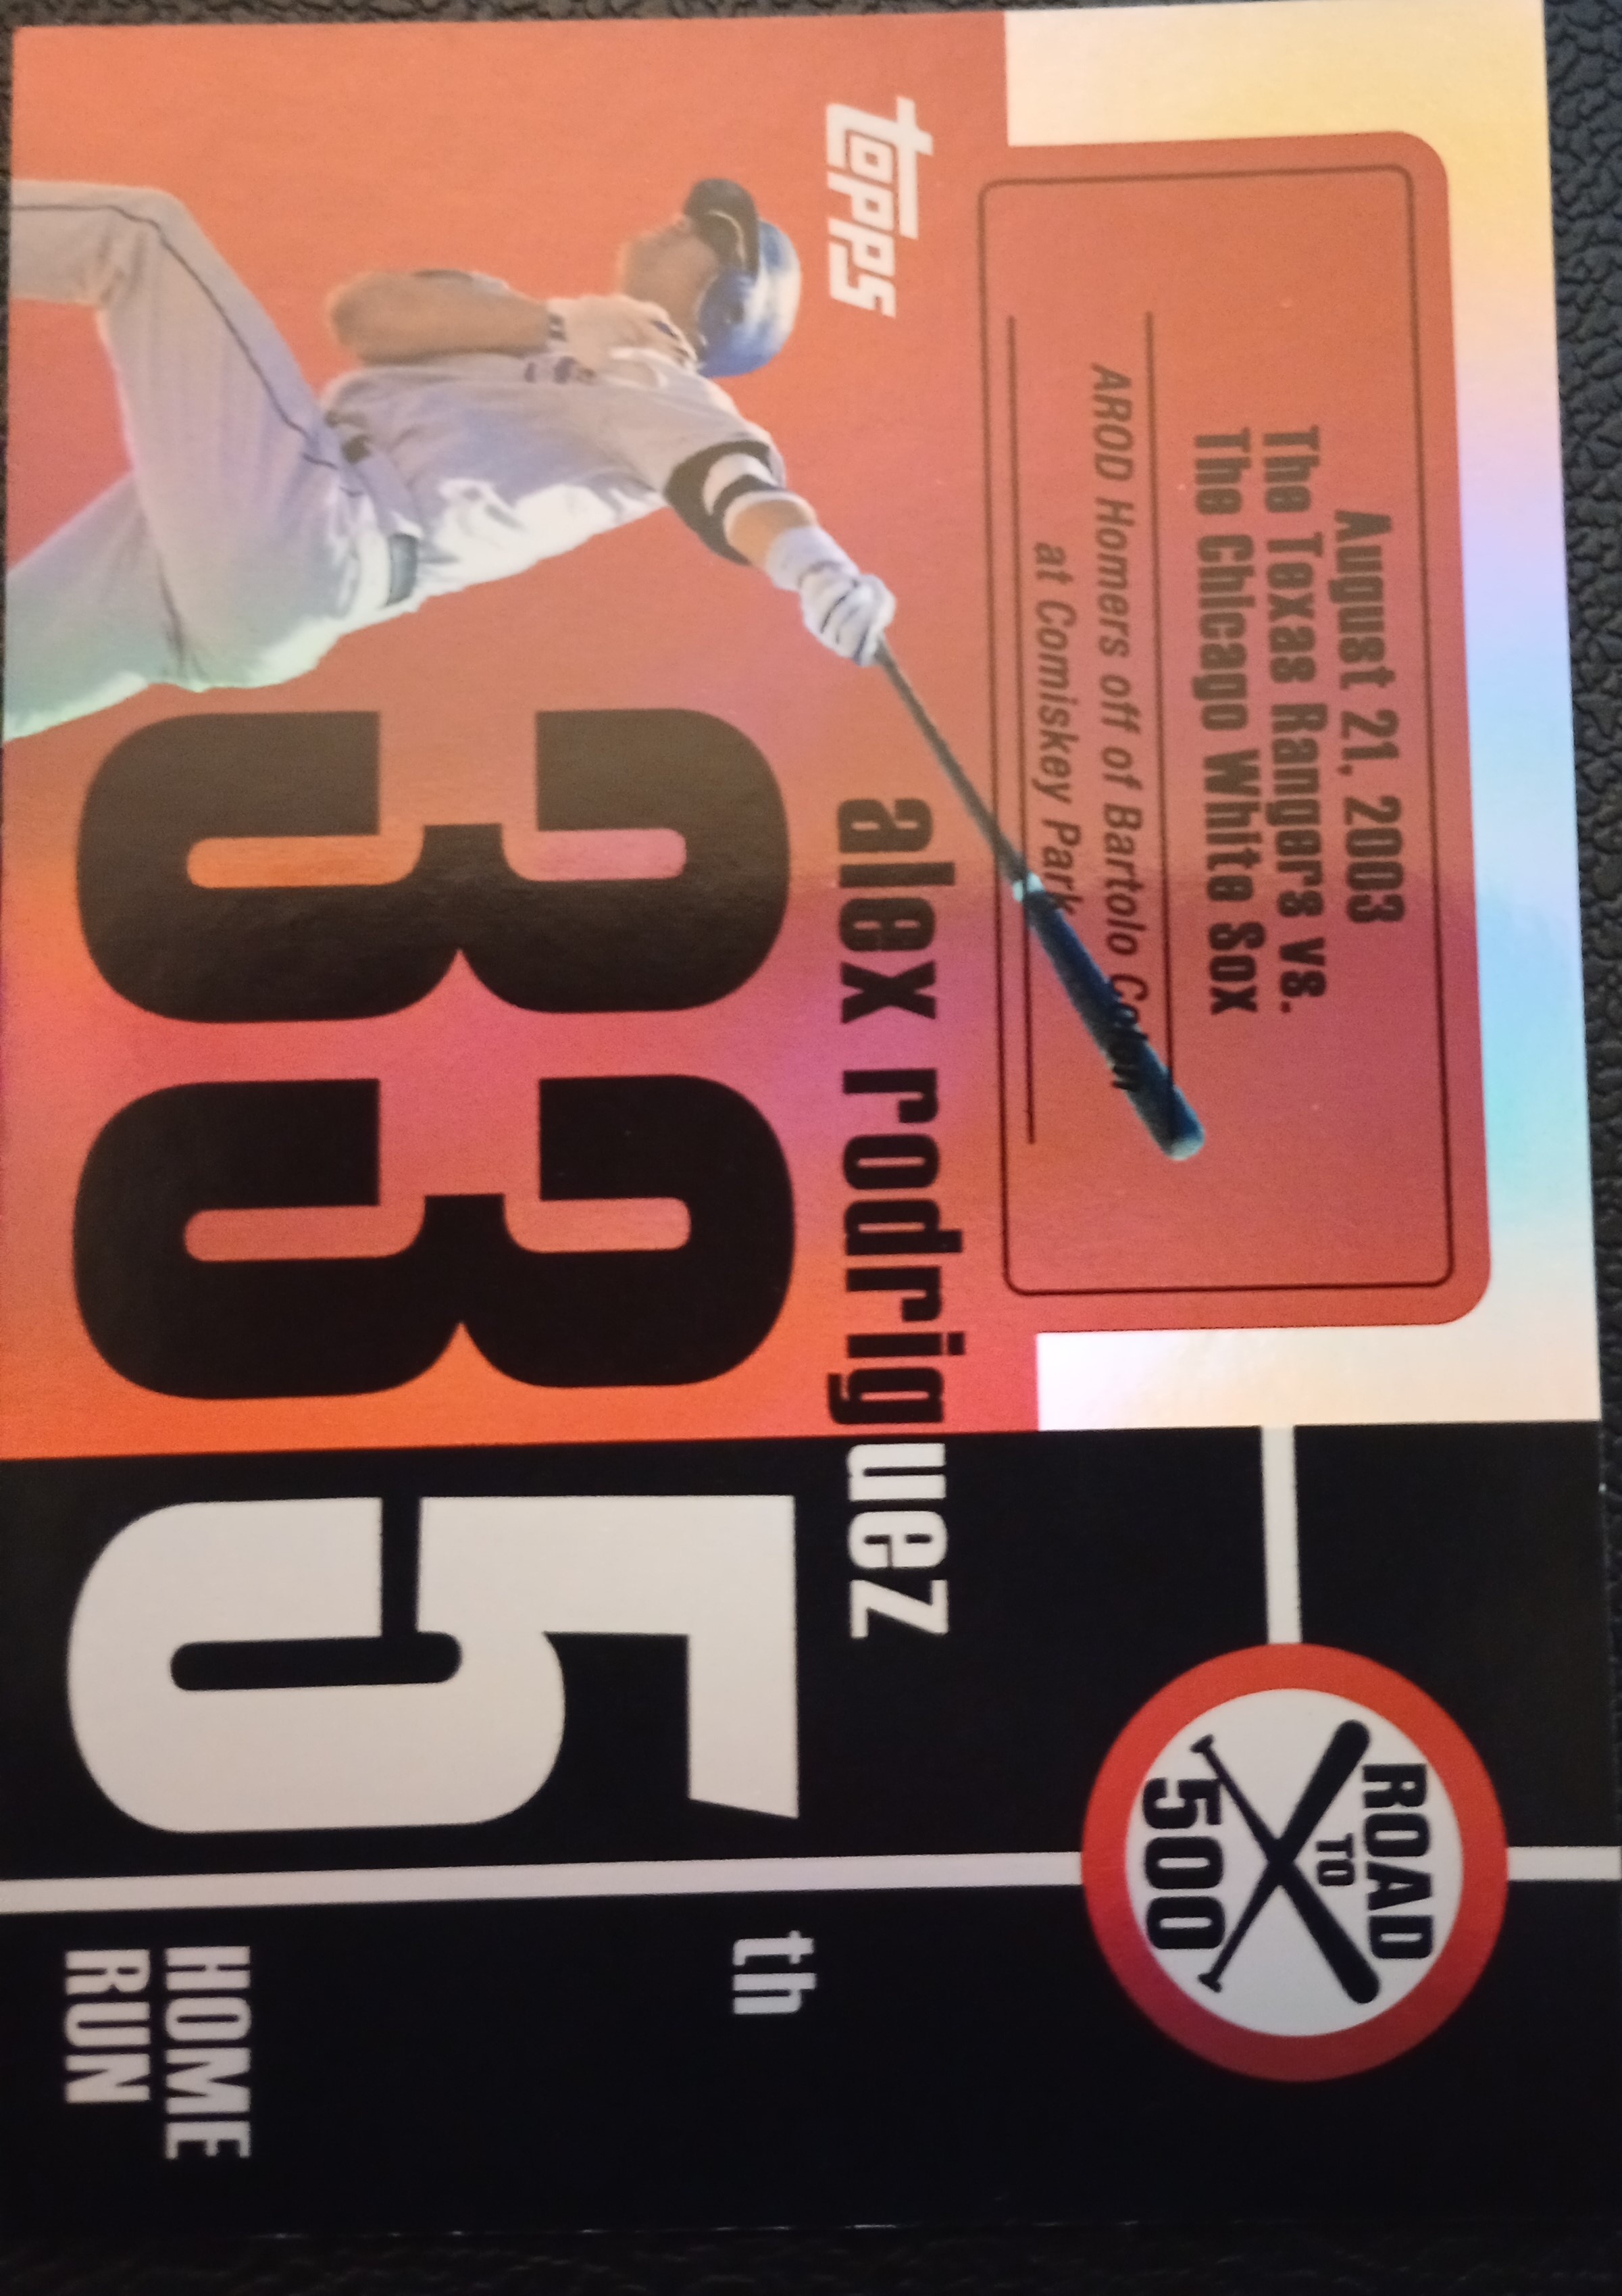 August 21, 2003
The Texas Rangers vs.
The Chicago White Sox
AROD Homers off of Bartolo Colon
at Comiskey Park
ROAD
TO
500
topps
alex rodriguez
335
th
HOME
RUN